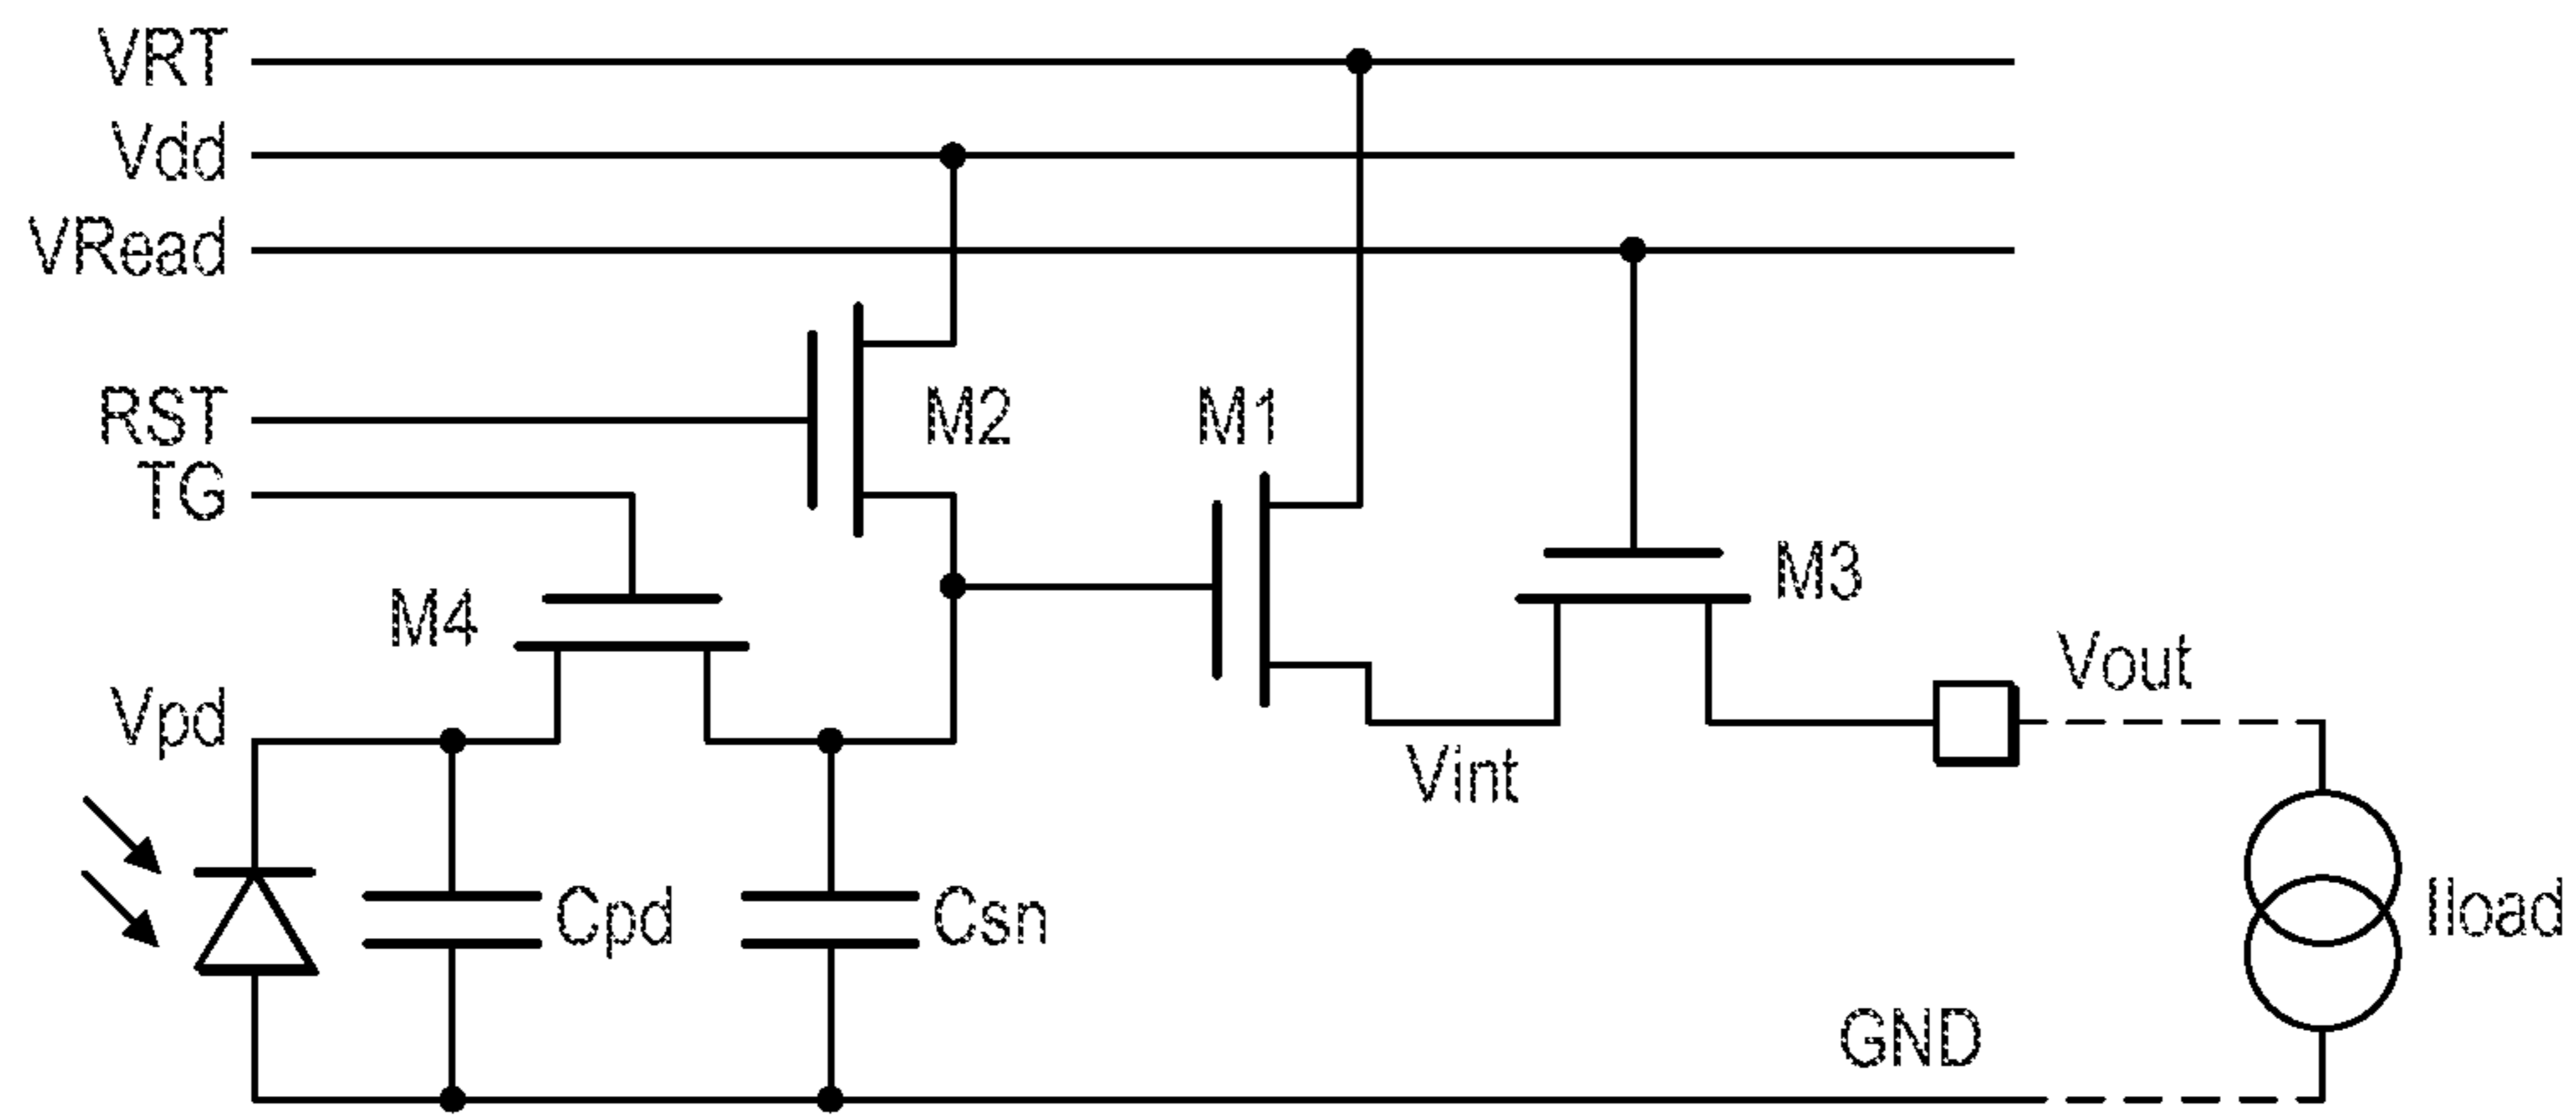 VRT
Vdd
VRead
RST
TG
M2
M1
M3
M4
Vpd
Vout
Vint
Cpd
Csn
Iload
GND